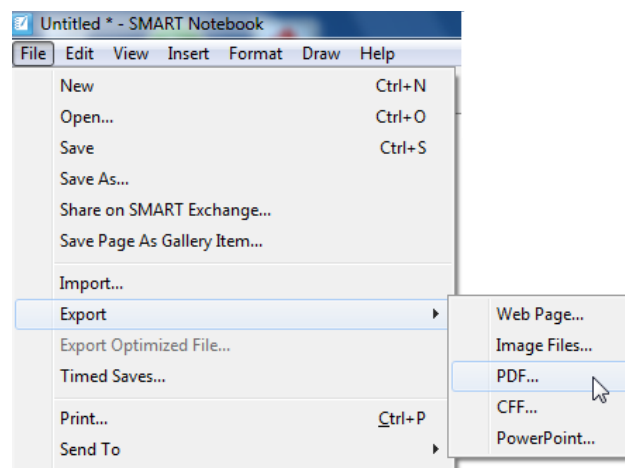 Untitled * - SMART Notebook
File Edit View Insert Format Draw Help
New Ctrl+N
Open... Ctrl+O
Save Ctrl+S
Save As...
Share on SMART Exchange...
Save Page As Gallery Item...
Import...
Export
Export Optimized File...
Timed Saves...
Print... Ctrl+P
Send To
Web Page...
Image Files...
PDF...
CFF...
PowerPoint...